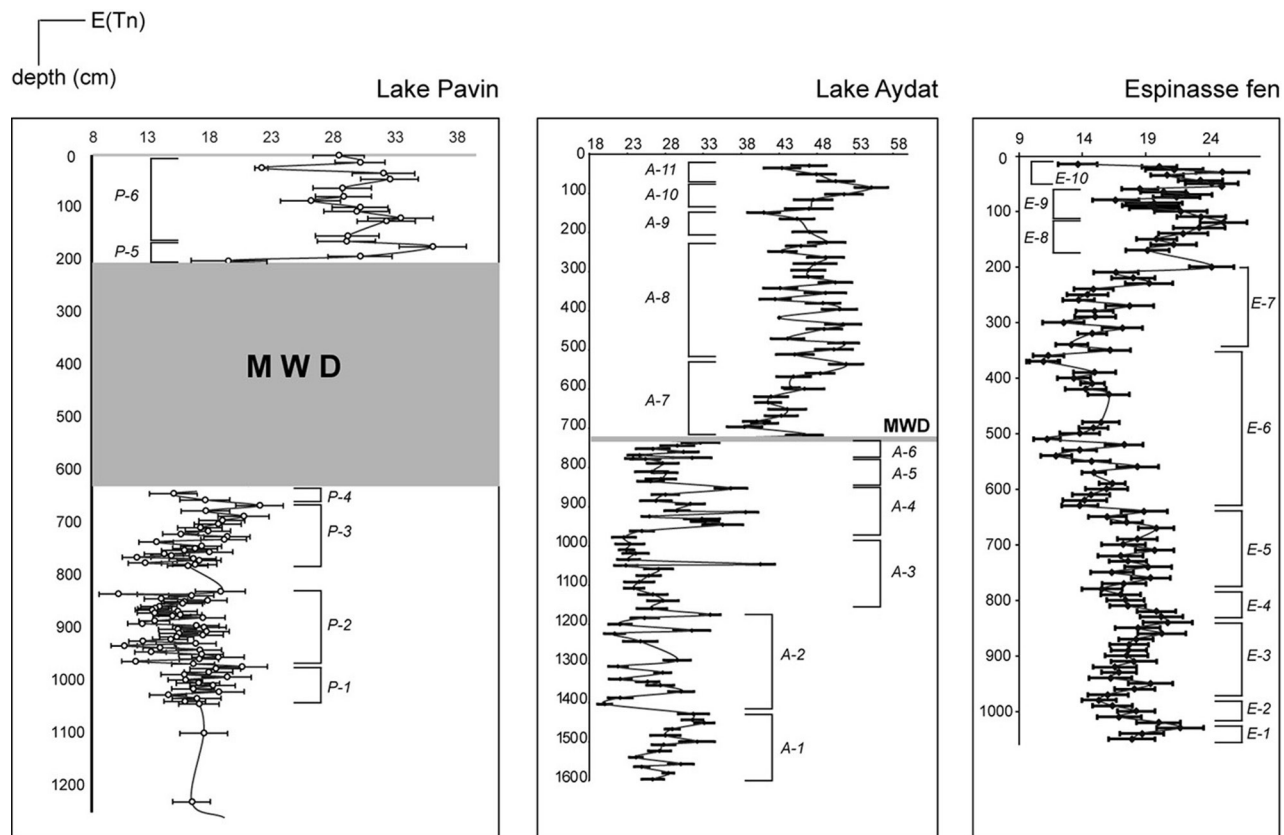 E(Tn)
depth (cm)
Lake Pavin
8 13 18 23 28 33 38
0
100
200
300
400
500
600
700
800
900
1000
1100
1200
P-6
P-5
M W D
P-4
P-3
P-2
P-1
Lake Aydat
18 23 28 33 38 43 48 53 58
0
100
200
300
400
500
600
700
800
900
1000
1100
1200
1300
1400
1500
1600
A-11
A-10
A-9
A-8
A-7
MWD
A-6
A-5
A-4
A-3
A-2
A-1
Espinasse fen
9 14 19 24
0
100
200
300
400
500
600
700
800
900
1000
E-10
E-9
E-8
E-7
E-6
E-5
E-4
E-3
E-2
E-1